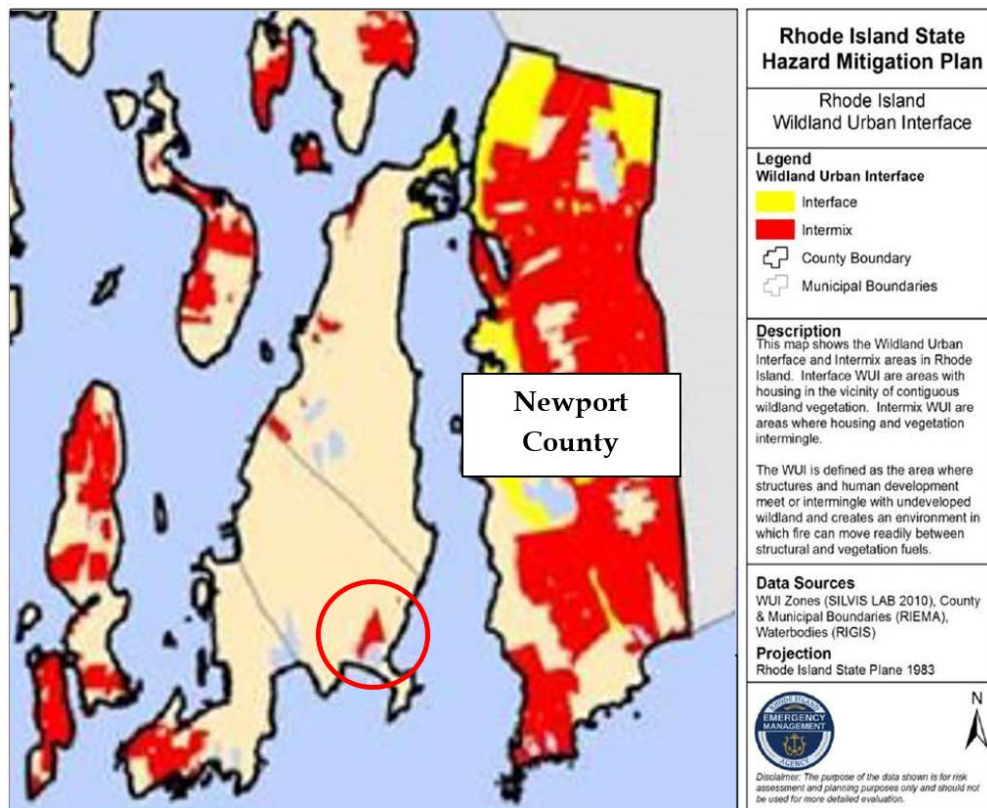 Newport
County
Rhode Island State
Hazard Mitigation Plan
Rhode Island
Wildland Urban Interface
Legend
Wildland Urban Interface
Interface
Intermix
County Boundary
Municipal Boundaries
Description
This map shows the Wildland Urban
Interface and Intermix areas in Rhode
Island. Interface WUI are areas with
housing in the vicinity of contiguous
wildland vegetation. Intermix WUI are
areas where housing and vegetation
intermingle.
The WUI is defined as the area where
structures and human development
meet or intermingle with undeveloped
wildland and creates an environment in
which fire can move readily between
structural and vegetation fuels.
Data Sources
WUI Zones (SILVIS LAB 2010), County
& Municipal Boundaries (RIEMA),
Waterbodies (RIGIS)
Projection
Rhode Island State Plane 1983
RHODE ISLAND
EMERGENCY
MANAGEMENT
AGENCY
N
Disclaimer: The purpose of the data shown is for risk
assessment and planning purposes only and should not
be used for more detailed evaluation.